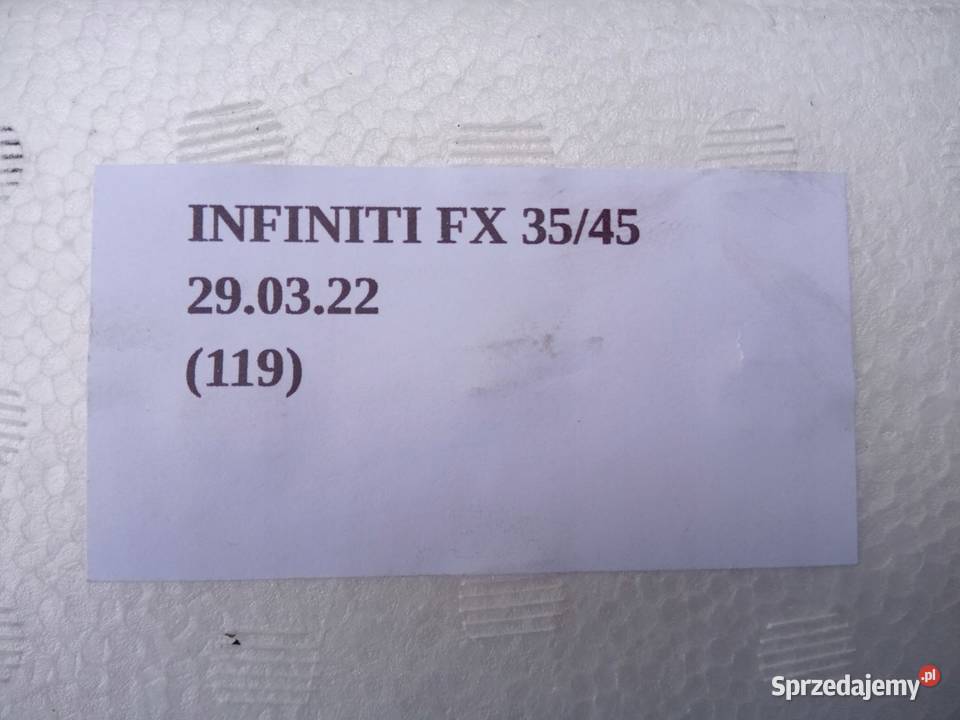 INFINITI FX 35/45
29.03.22
(119)
Sprzedajemy.pl